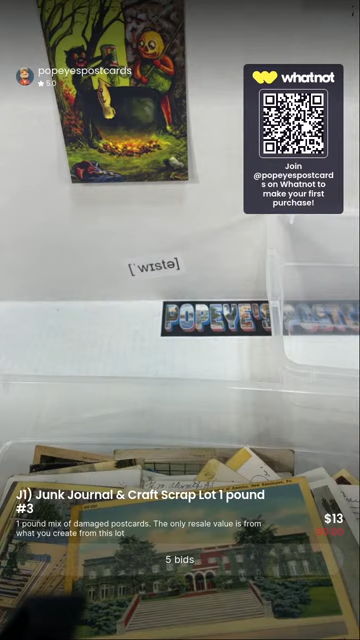 popeyespostcards
5.0
whatnot
Join
@popeyespostcard
s on Whatnot to
make your first
purchase!
[ˈwɪstə]
POPEYE'S
J1) Junk Journal & Craft Scrap Lot 1 pound
#3
1 pound mix of damaged postcards. The only resale value is from
what you create from this lot
$13
5 bids